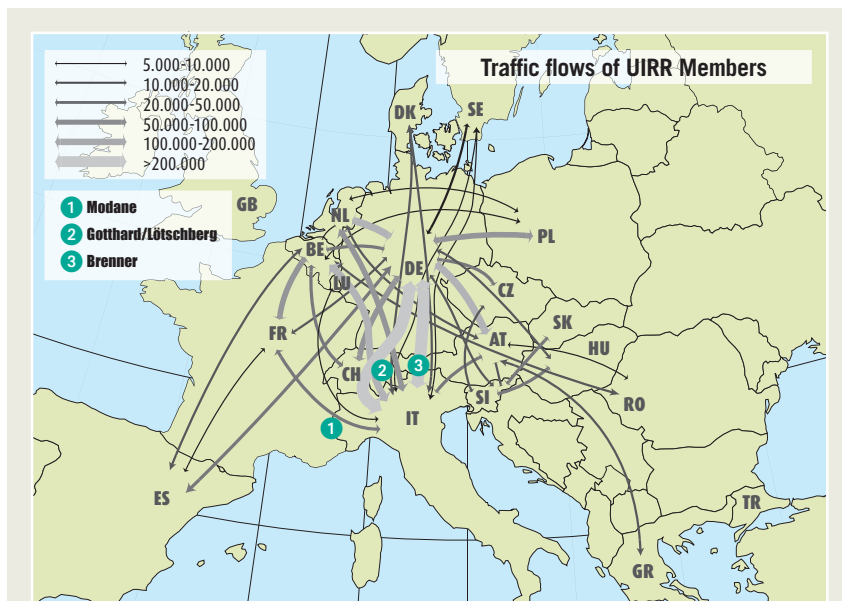 Traffic flows of UIRR Members
5.000-10.000
10.000-20.000
20.000-50.000
50.000-100.000
100.000-200.000
>200.000
1 Modane
2 Gotthard/Lötschberg
3 Brenner
DK
SE
GB
NL
PL
BE
DE
LU
CZ
SK
FR
AT
HU
CH
2
3
SI
RO
IT
1
ES
TR
GR